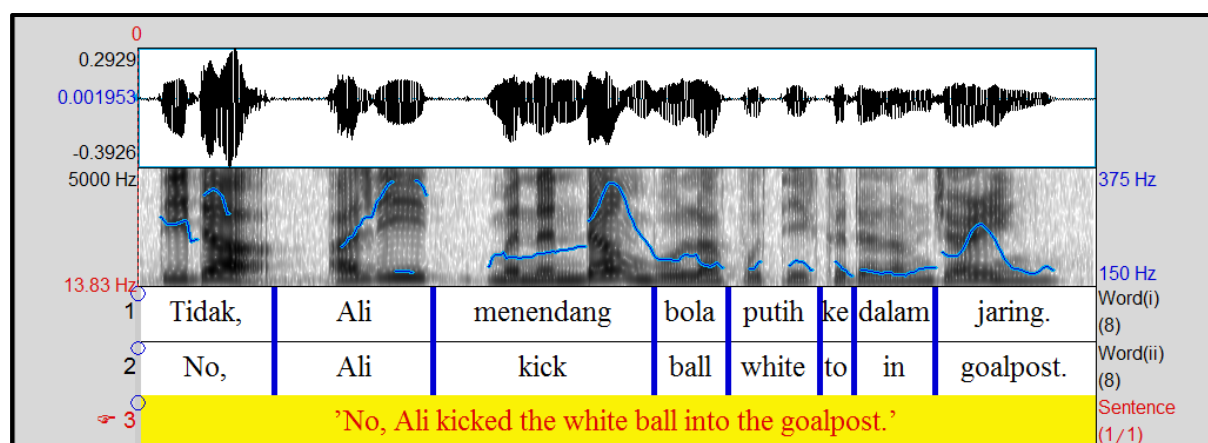 0
0.2929
0.001953
-0.3926
5000 Hz 375 Hz
13.83 Hz 150 Hz
1 Tidak, Ali menendang bola putih ke dalam jaring. Word(i)
(8)
2 No, Ali kick ball white to in goalpost. Word(ii)
(8)
☞ 3 ’No, Ali kicked the white ball into the goalpost.’ Sentence
(1/1)